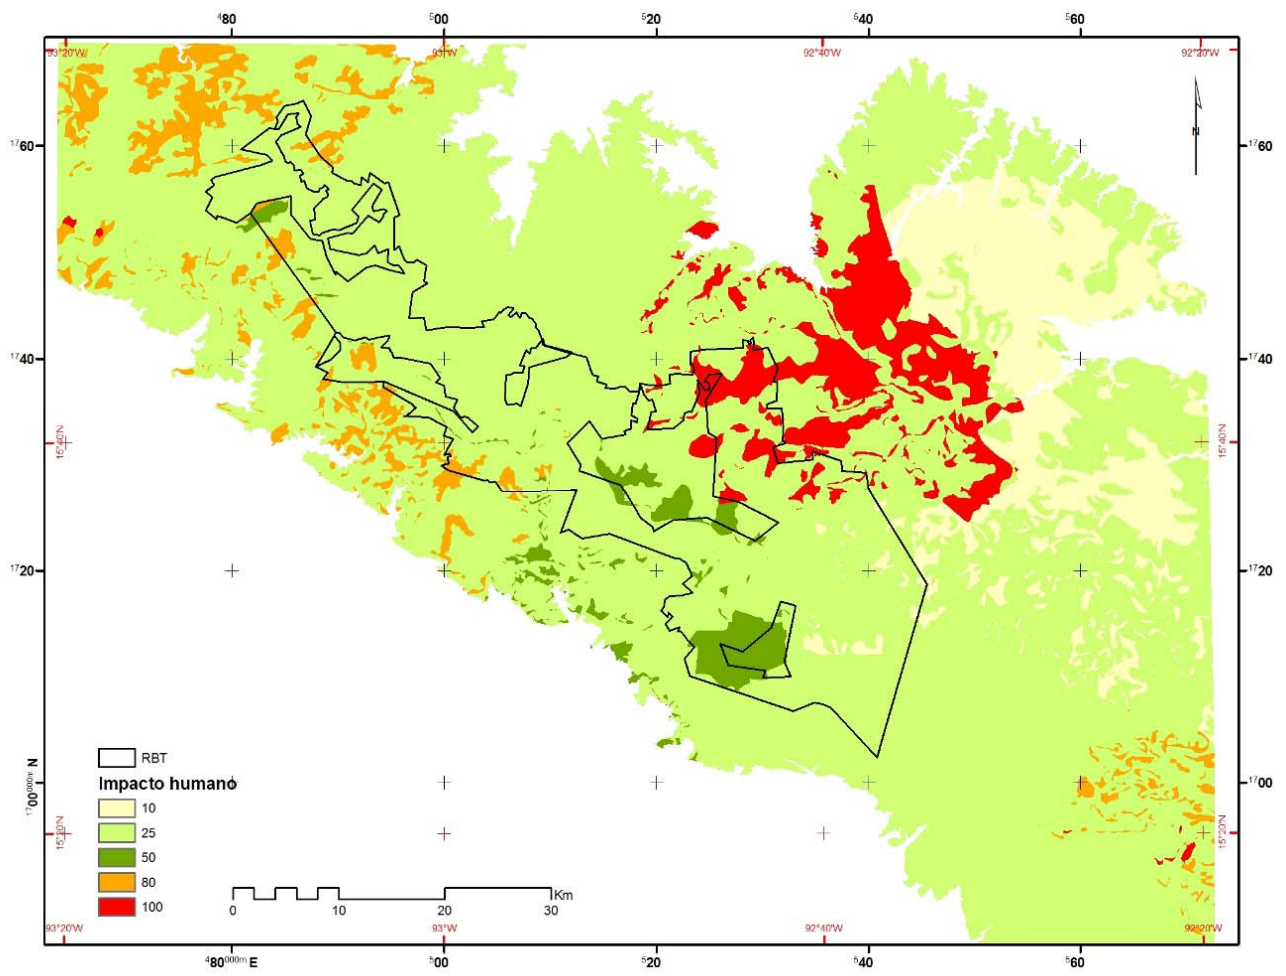 ⁴80 ⁵00 ⁵20 ⁵40 ⁵60
93°20'W 93°W 92°40'W 92°20'W
N
¹⁷60 ¹⁷60
¹⁷40 ¹⁷40
15°40'N 15°40'N
¹⁷20 ¹⁷20
RBT
Impacto humano
¹⁷00⁰⁰⁰ᵐ N ¹⁷00
10
25
15°20'N 15°20'N
50
80
100
Km
0 10 20 30
93°20'W 93°W 92°40'W 92°20'W
⁴80⁰⁰⁰ᵐ E ⁵00 ⁵20 ⁵40 ⁵60